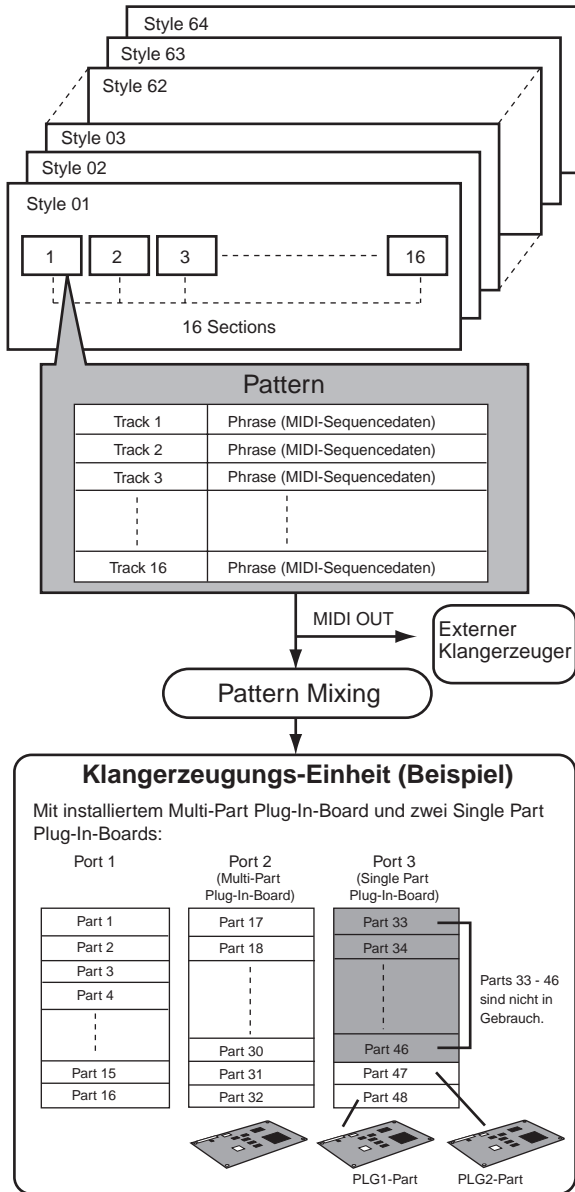 Style 64
Style 63
Style 62
Style 03
Style 02
Style 01
1 2 3 16
16 Sections
Pattern
Track 1 Phrase (MIDI-Sequencedaten)
Track 2 Phrase (MIDI-Sequencedaten)
Track 3 Phrase (MIDI-Sequencedaten)
Track 16 Phrase (MIDI-Sequencedaten)
MIDI OUT
Externer
Klangerzeuger
Pattern Mixing
Klangerzeugungs-Einheit (Beispiel)
Mit installiertem Multi-Part Plug-In-Board und zwei Single Part
Plug-In-Boards:
Port 1
Port 2
(Multi-Part
Plug-In-Board)
Port 3
(Single Part
Plug-In-Board)
Part 1
Part 2
Part 3
Part 4
Part 15
Part 16
Part 17
Part 18
Part 30
Part 31
Part 32
Part 33
Part 34
Part 46
Part 47
Part 48
Parts 33 - 46
sind nicht in
Gebrauch.
PLG1-Part
PLG2-Part